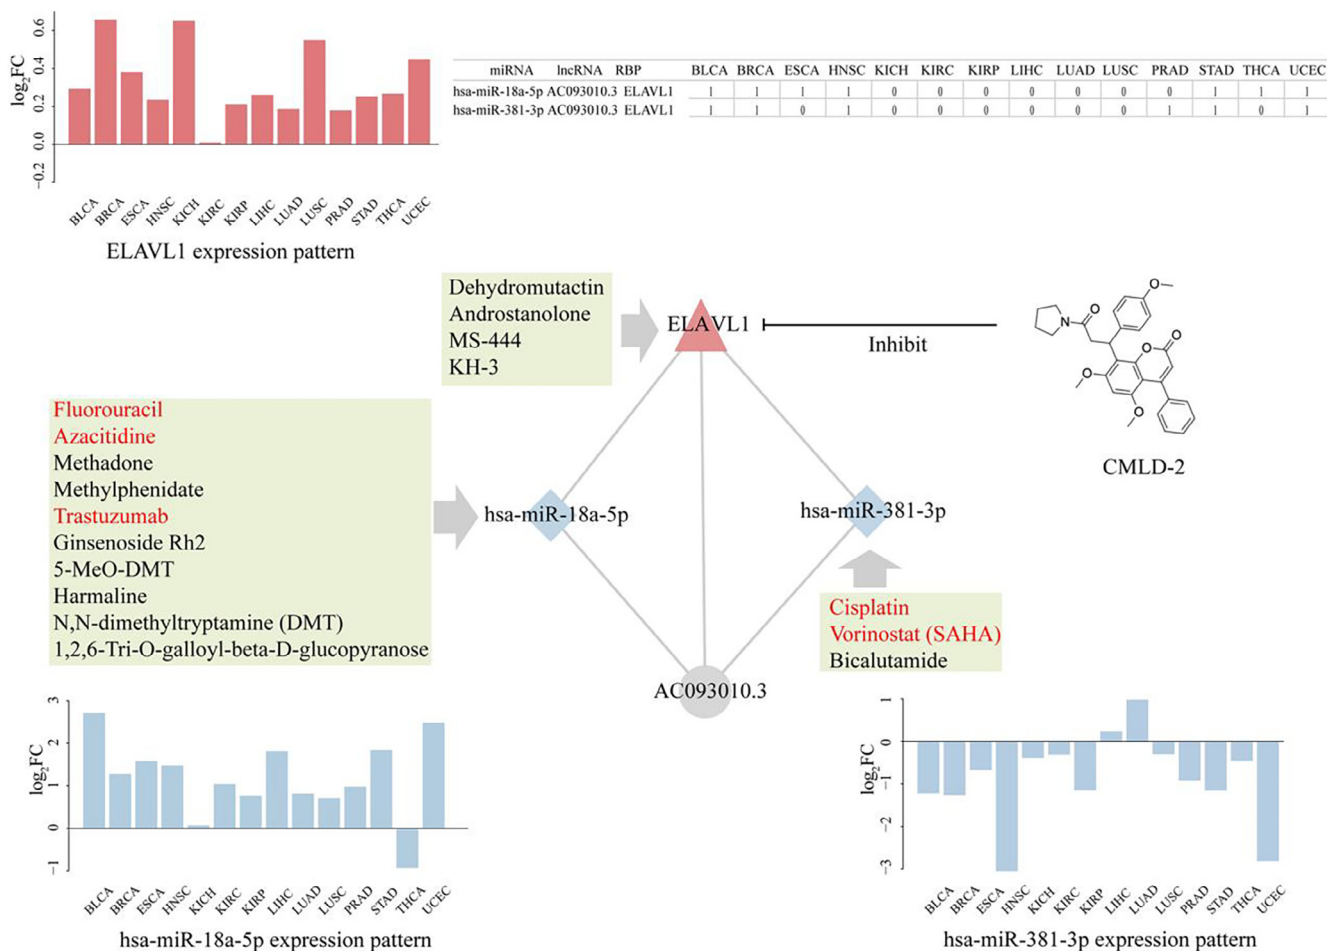 log₂FC
0.6
0.4
0.2
0.0
−0.2
BLCA BRCA ESCA HNSC KICH KIRC KIRP LIHC LUAD LUSC PRAD STAD THCA UCEC
ELAVL1 expression pattern
miRNA lncRNA RBP BLCA BRCA ESCA HNSC KICH KIRC KIRP LIHC LUAD LUSC PRAD STAD THCA UCEC
hsa-miR-18a-5p AC093010.3 ELAVL1 1 1 1 1 0 0 0 0 0 0 0 1 1 1
hsa-miR-381-3p AC093010.3 ELAVL1 1 1 0 1 0 0 0 0 0 0 1 1 0 1
Dehydromutactin
Androstanolone
MS-444
KH-3
ELAVL1
Inhibit
N
O
O
O
O
O
O
CMLD-2
Fluorouracil
Azacitidine
Methadone
Methylphenidate
Trastuzumab
Ginsenoside Rh2
5-MeO-DMT
Harmaline
N,N-dimethyltryptamine (DMT)
1,2,6-Tri-O-galloyl-beta-D-glucopyranose
hsa-miR-18a-5p
hsa-miR-381-3p
Cisplatin
Vorinostat (SAHA)
Bicalutamide
AC093010.3
log₂FC
3
2
1
0
−1
BLCA BRCA ESCA HNSC KICH KIRC KIRP LIHC LUAD LUSC PRAD STAD THCA UCEC
hsa-miR-18a-5p expression pattern
log₂FC
1
0
−1
−2
−3
BLCA BRCA ESCA HNSC KICH KIRC KIRP LIHC LUAD LUSC PRAD STAD THCA UCEC
hsa-miR-381-3p expression pattern